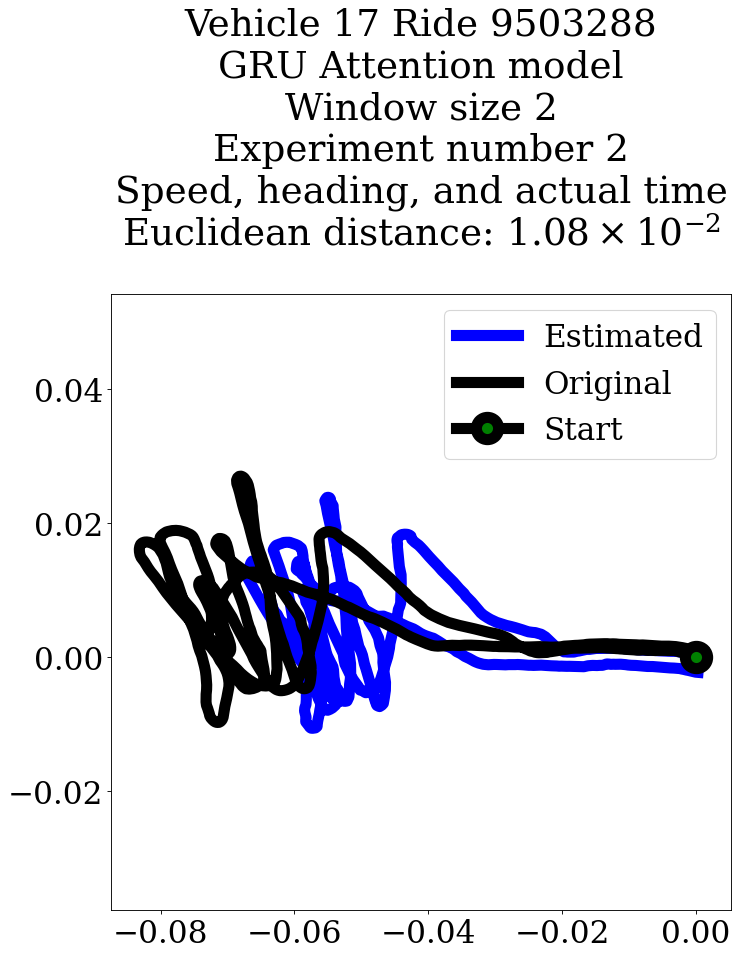 Vehicle 17 Ride 9503288
GRU Attention model
Window size 2
Experiment number 2
Speed, heading, and actual time
Euclidean distance: 1.08 × 10⁻²
Estimated
Original
Start
0.04
0.02
0.00
−0.02
−0.08 −0.06 −0.04 −0.02 0.00